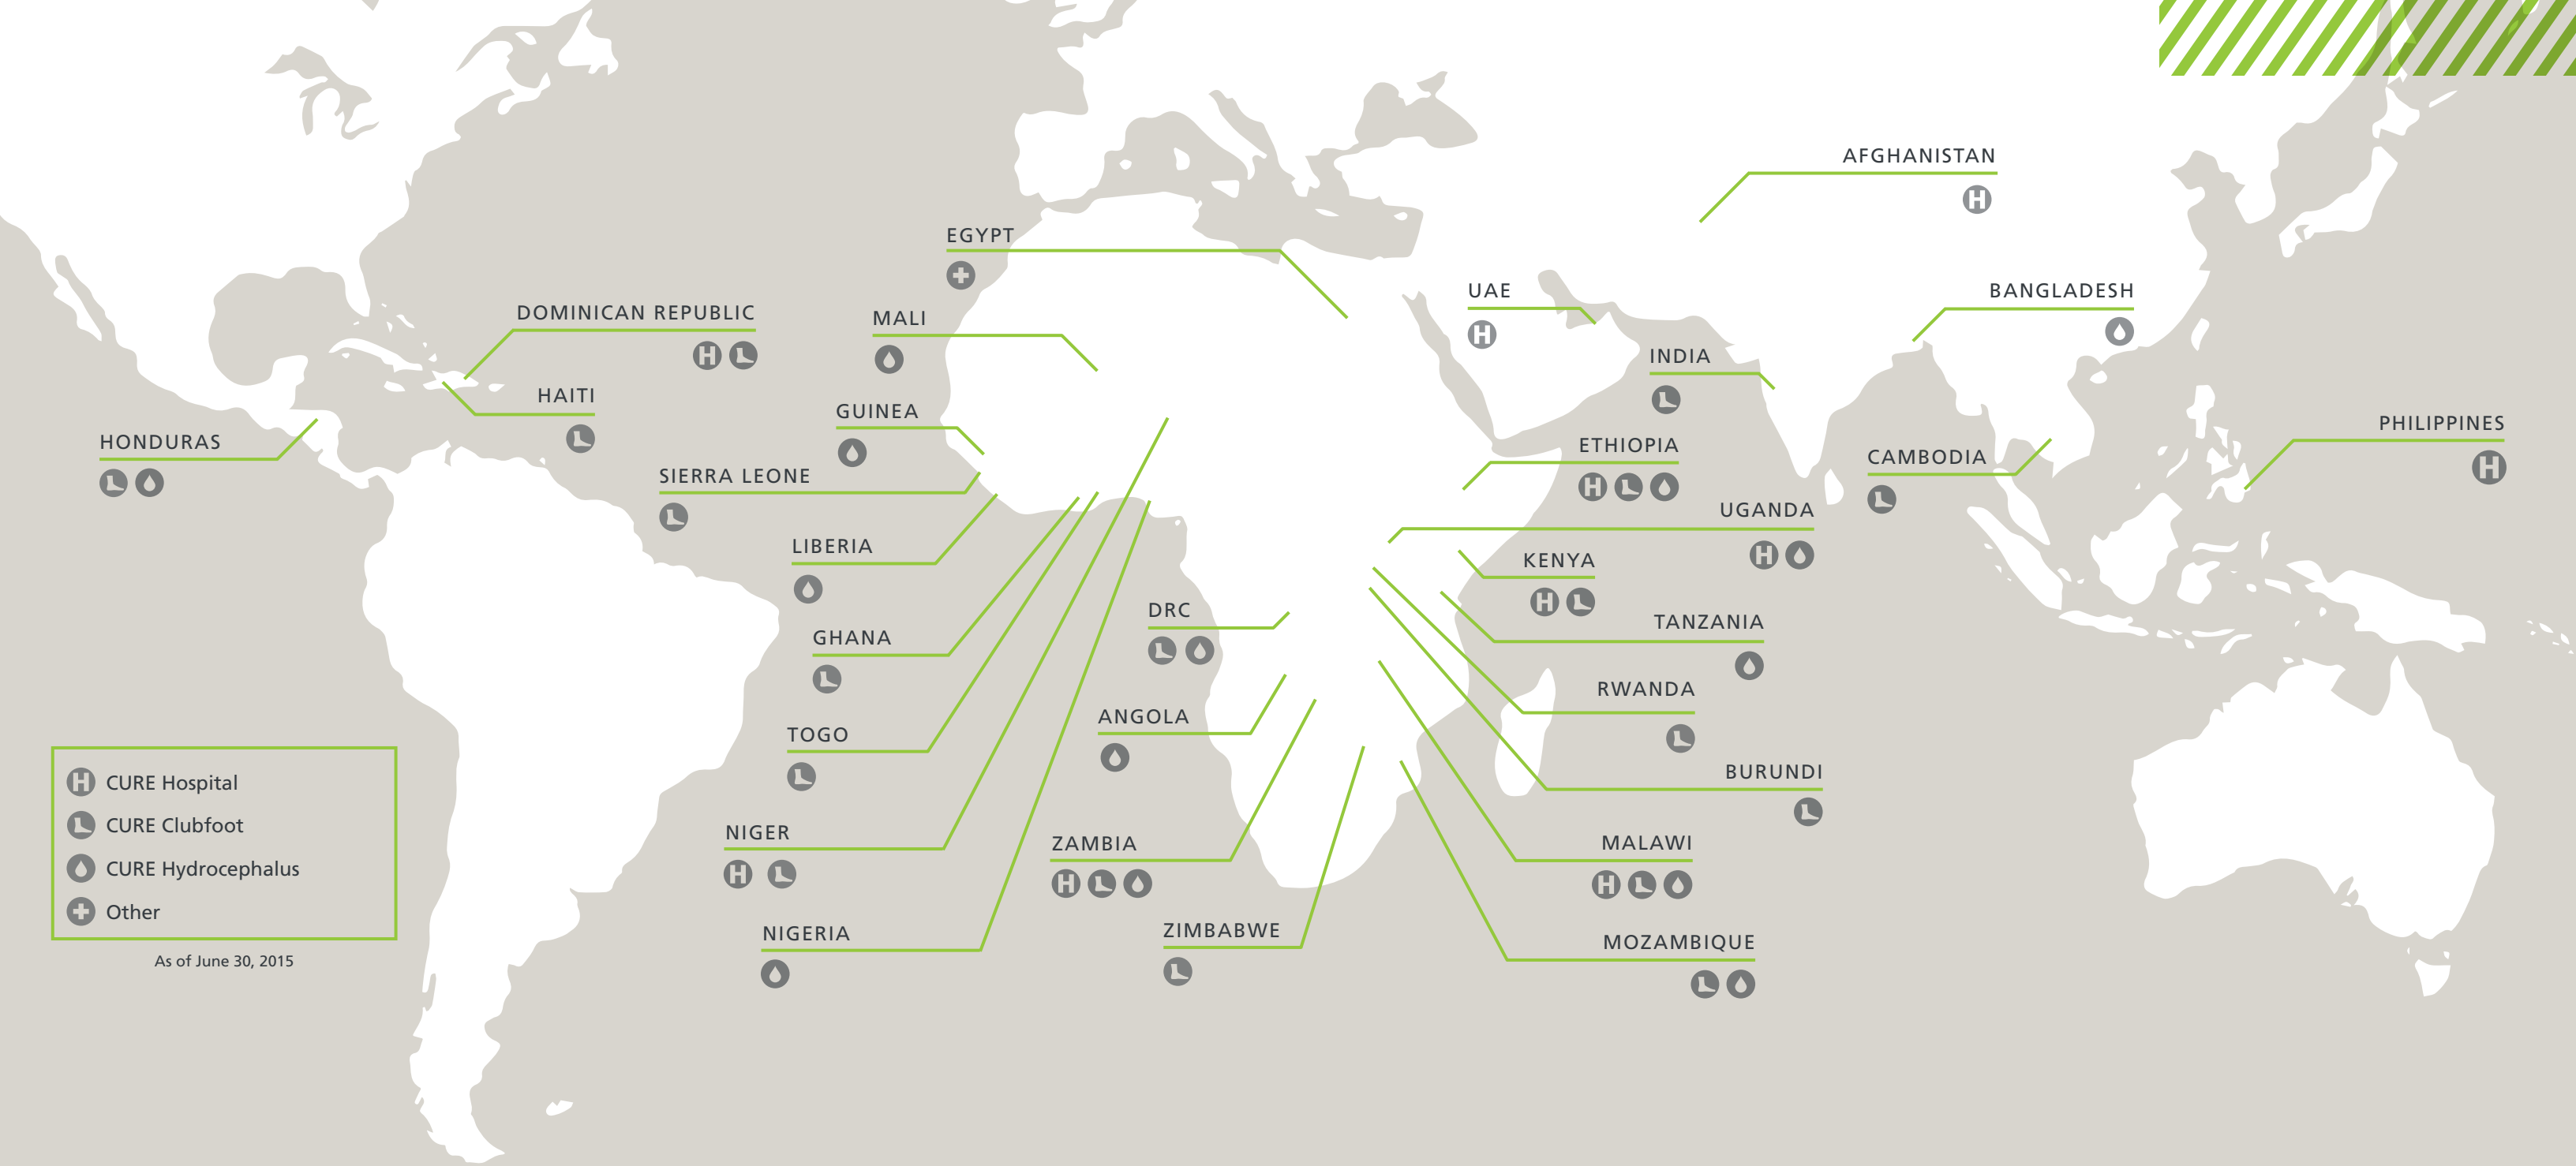 AFGHANISTAN
EGYPT
UAE
BANGLADESH
DOMINICAN REPUBLIC
MALI
INDIA
HAITI
GUINEA
PHILIPPINES
HONDURAS
ETHIOPIA
CAMBODIA
SIERRA LEONE
UGANDA
LIBERIA
KENYA
DRC
TANZANIA
GHANA
RWANDA
ANGOLA
TOGO
BURUNDI
CURE Hospital
CURE Clubfoot
CURE Hydrocephalus
Other
As of June 30, 2015
NIGER
ZAMBIA
MALAWI
NIGERIA
ZIMBABWE
MOZAMBIQUE